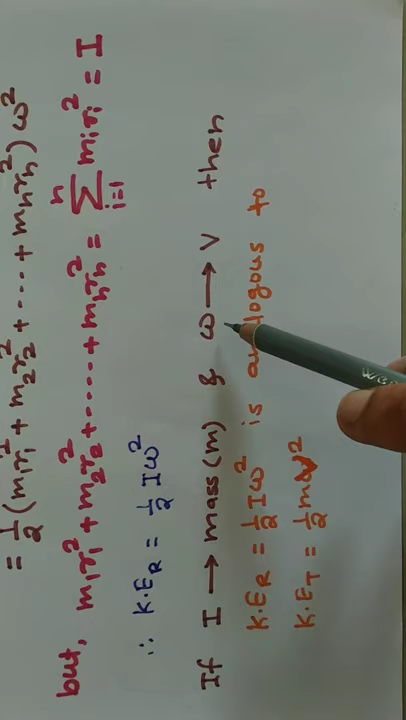 = 1/2 (m₁r₁² + m₂r₂² + ... + mₙrₙ²) ω²
but, m₁r₁² + m₂r₂² + .... + mₙrₙ² = Σᵢ₌₁ⁿ mᵢrᵢ² = I
∴ K.E_R = 1/2 Iω²
If I → mass(m) & ω → v then
K.E_R = 1/2 Iω² is analogous to
K.E_T = 1/2 mv²